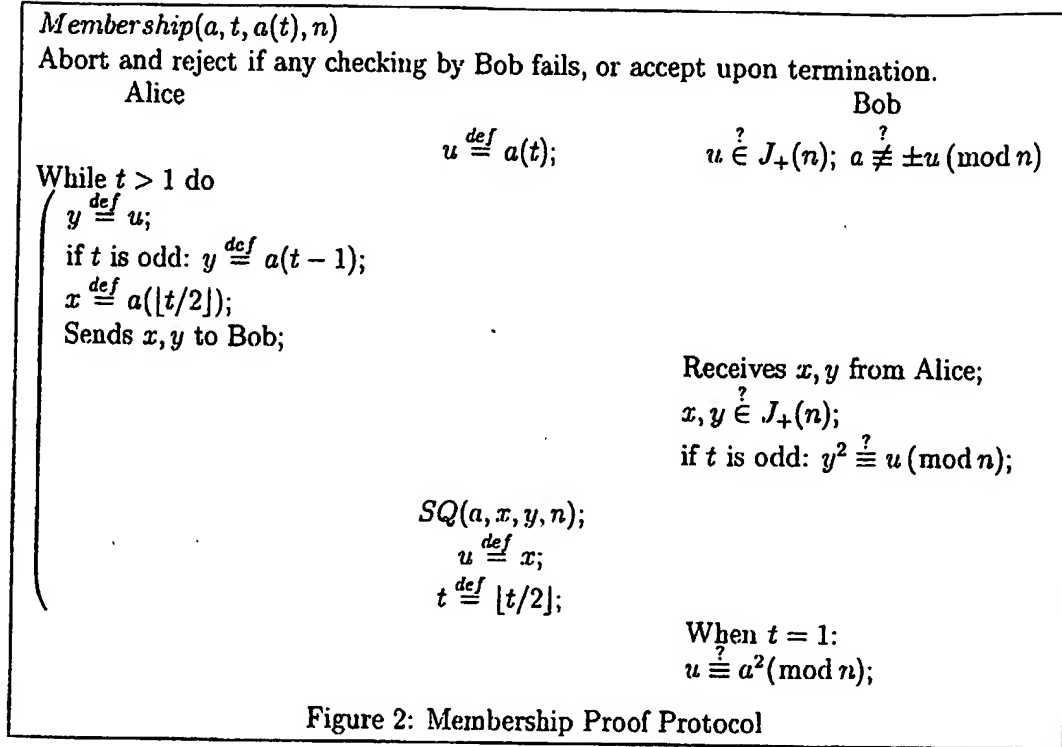 Membership(a, t, a(t), n)
Abort and reject if any checking by Bob fails, or accept upon termination.
Alice Bob
u ≝ a(t); u ∈? J₊(n); a ≢? ±u (mod n)
While t > 1 do
y ≝ u;
if t is odd: y ≝ a(t − 1);
x ≝ a(⌊t/2⌋);
Sends x, y to Bob;
Receives x, y from Alice;
x, y ∈? J₊(n);
if t is odd: y² ≡? u (mod n);
SQ(a, x, y, n);
u ≝ x;
t ≝ ⌊t/2⌋;
When t = 1:
u ≡? a² (mod n);
Figure 2: Membership Proof Protocol